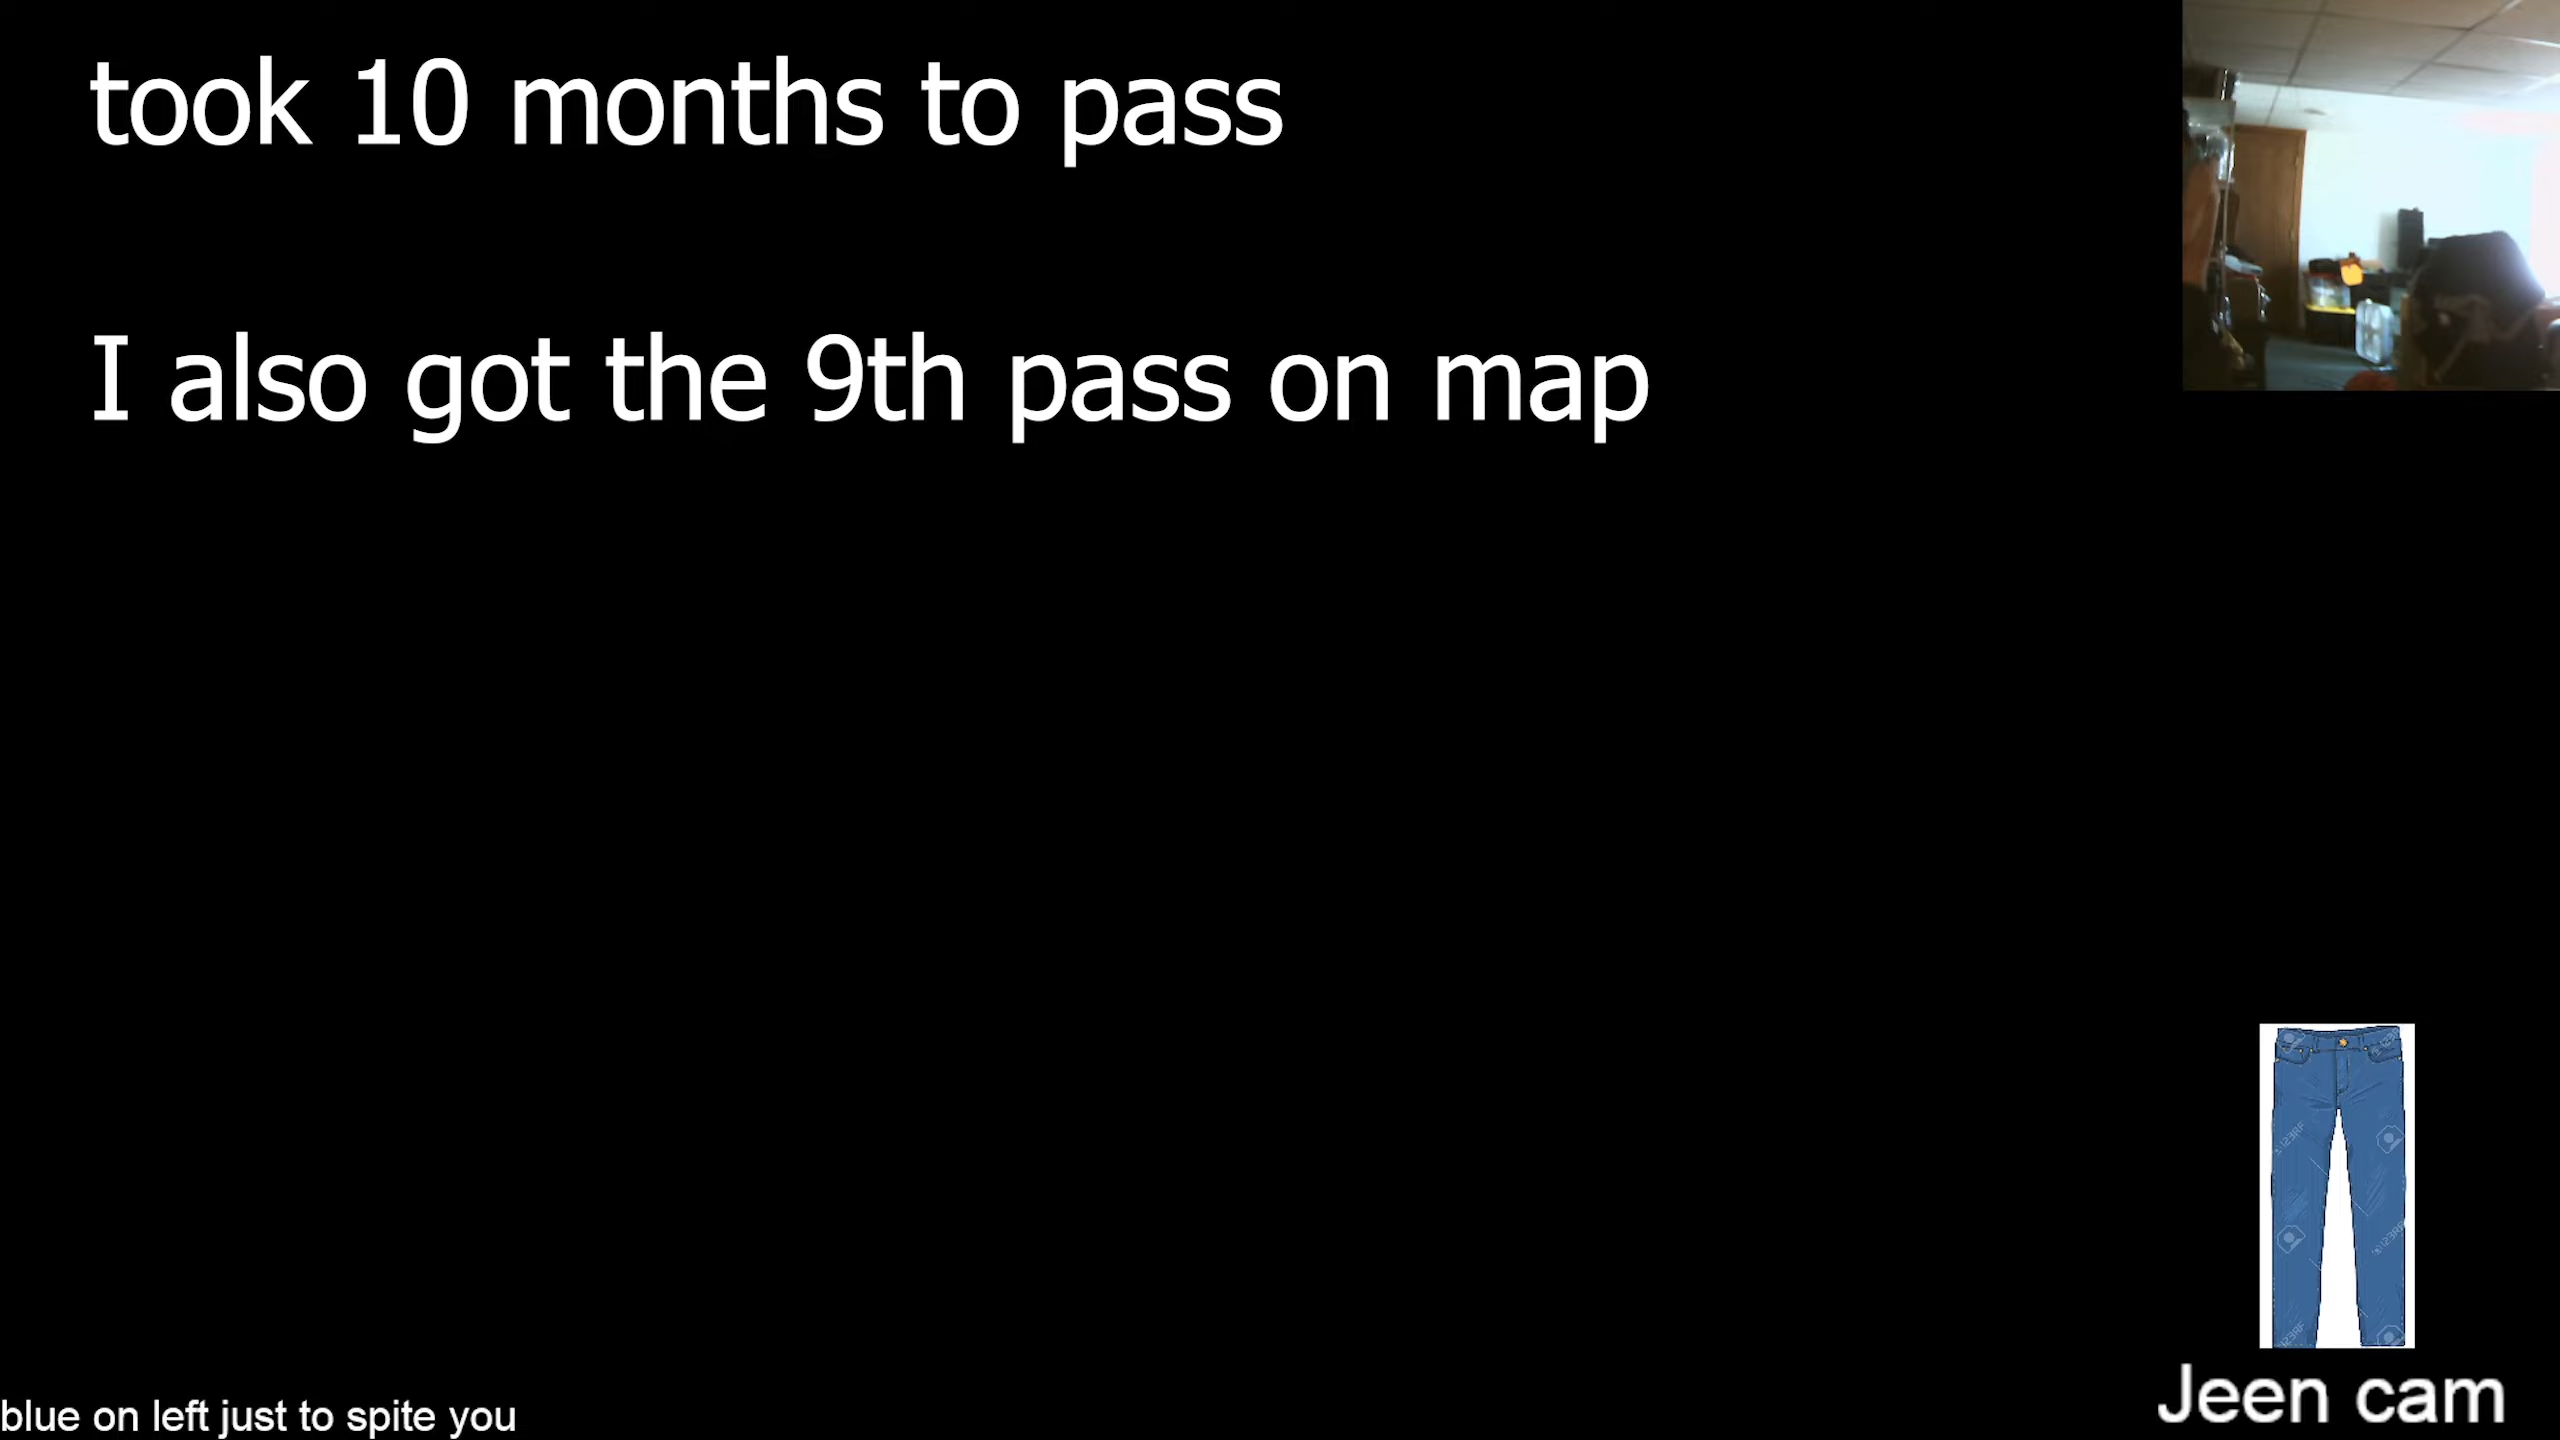 took 10 months to pass
I also got the 9th pass on map
Jeen cam
blue on left just to spite you